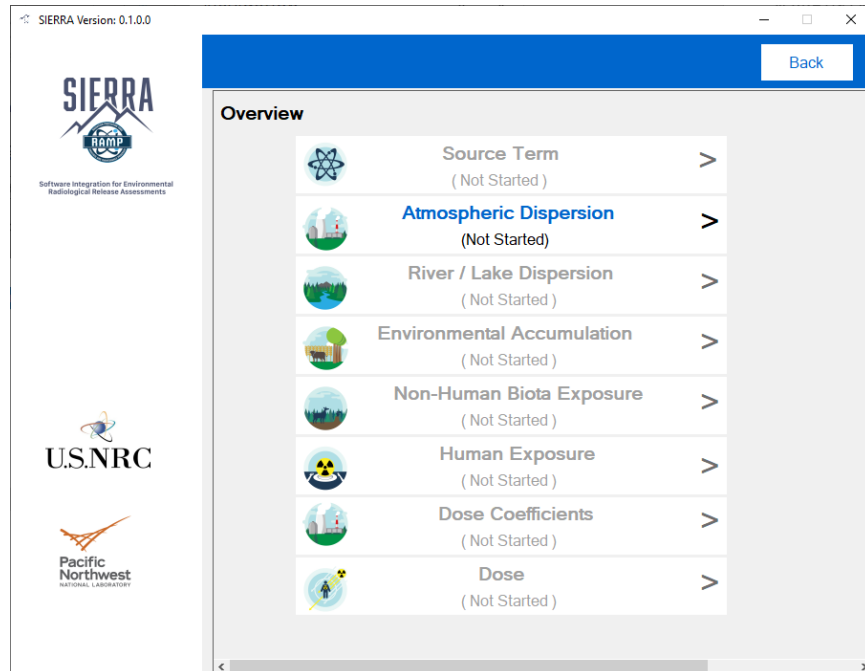 SIERRA Version: 0.1.0.0
Back
SIERRA
RAMP
Software Integration for Environmental
Radiological Release Assessments
U.S.NRC
Pacific
Northwest
NATIONAL LABORATORY
Overview
Source Term
( Not Started )
>
Atmospheric Dispersion
(Not Started)
>
River / Lake Dispersion
( Not Started )
>
Environmental Accumulation
( Not Started )
>
Non-Human Biota Exposure
( Not Started )
>
Human Exposure
( Not Started )
>
Dose Coefficients
( Not Started )
>
Dose
( Not Started )
>